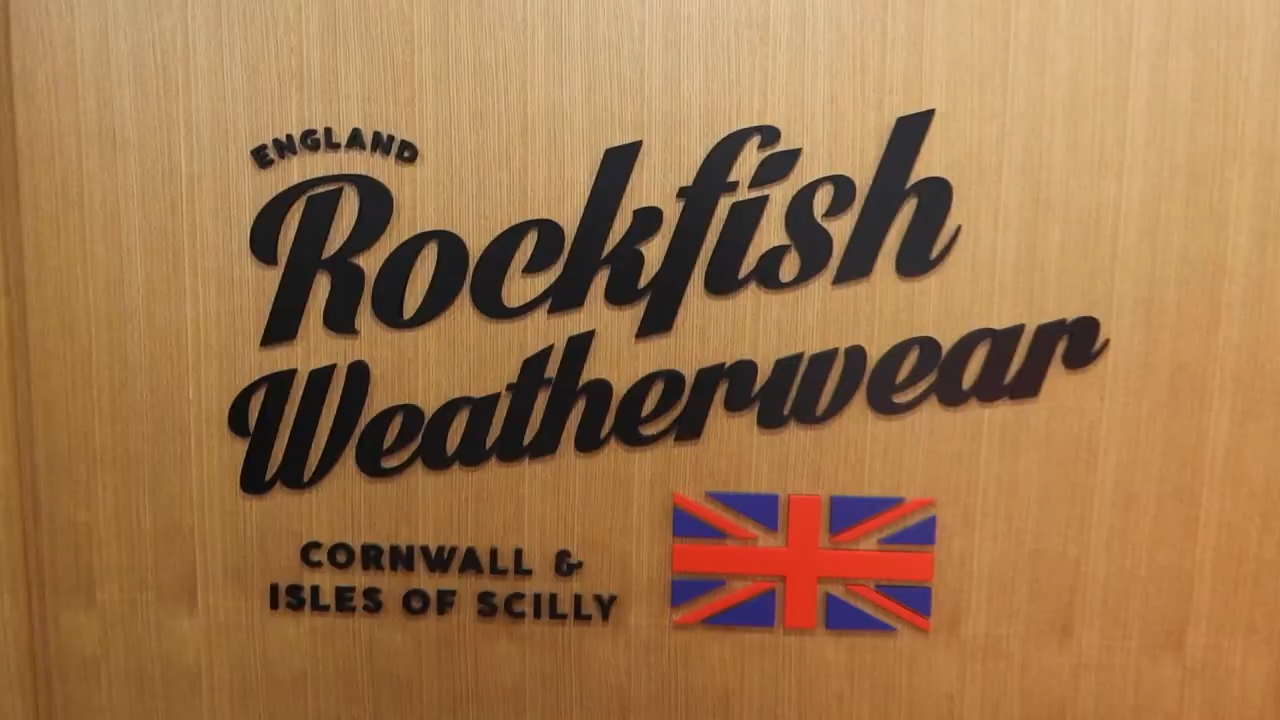 ENGLAND
Rockfish
Weatherwear
CORNWALL &
ISLES OF SCILLY